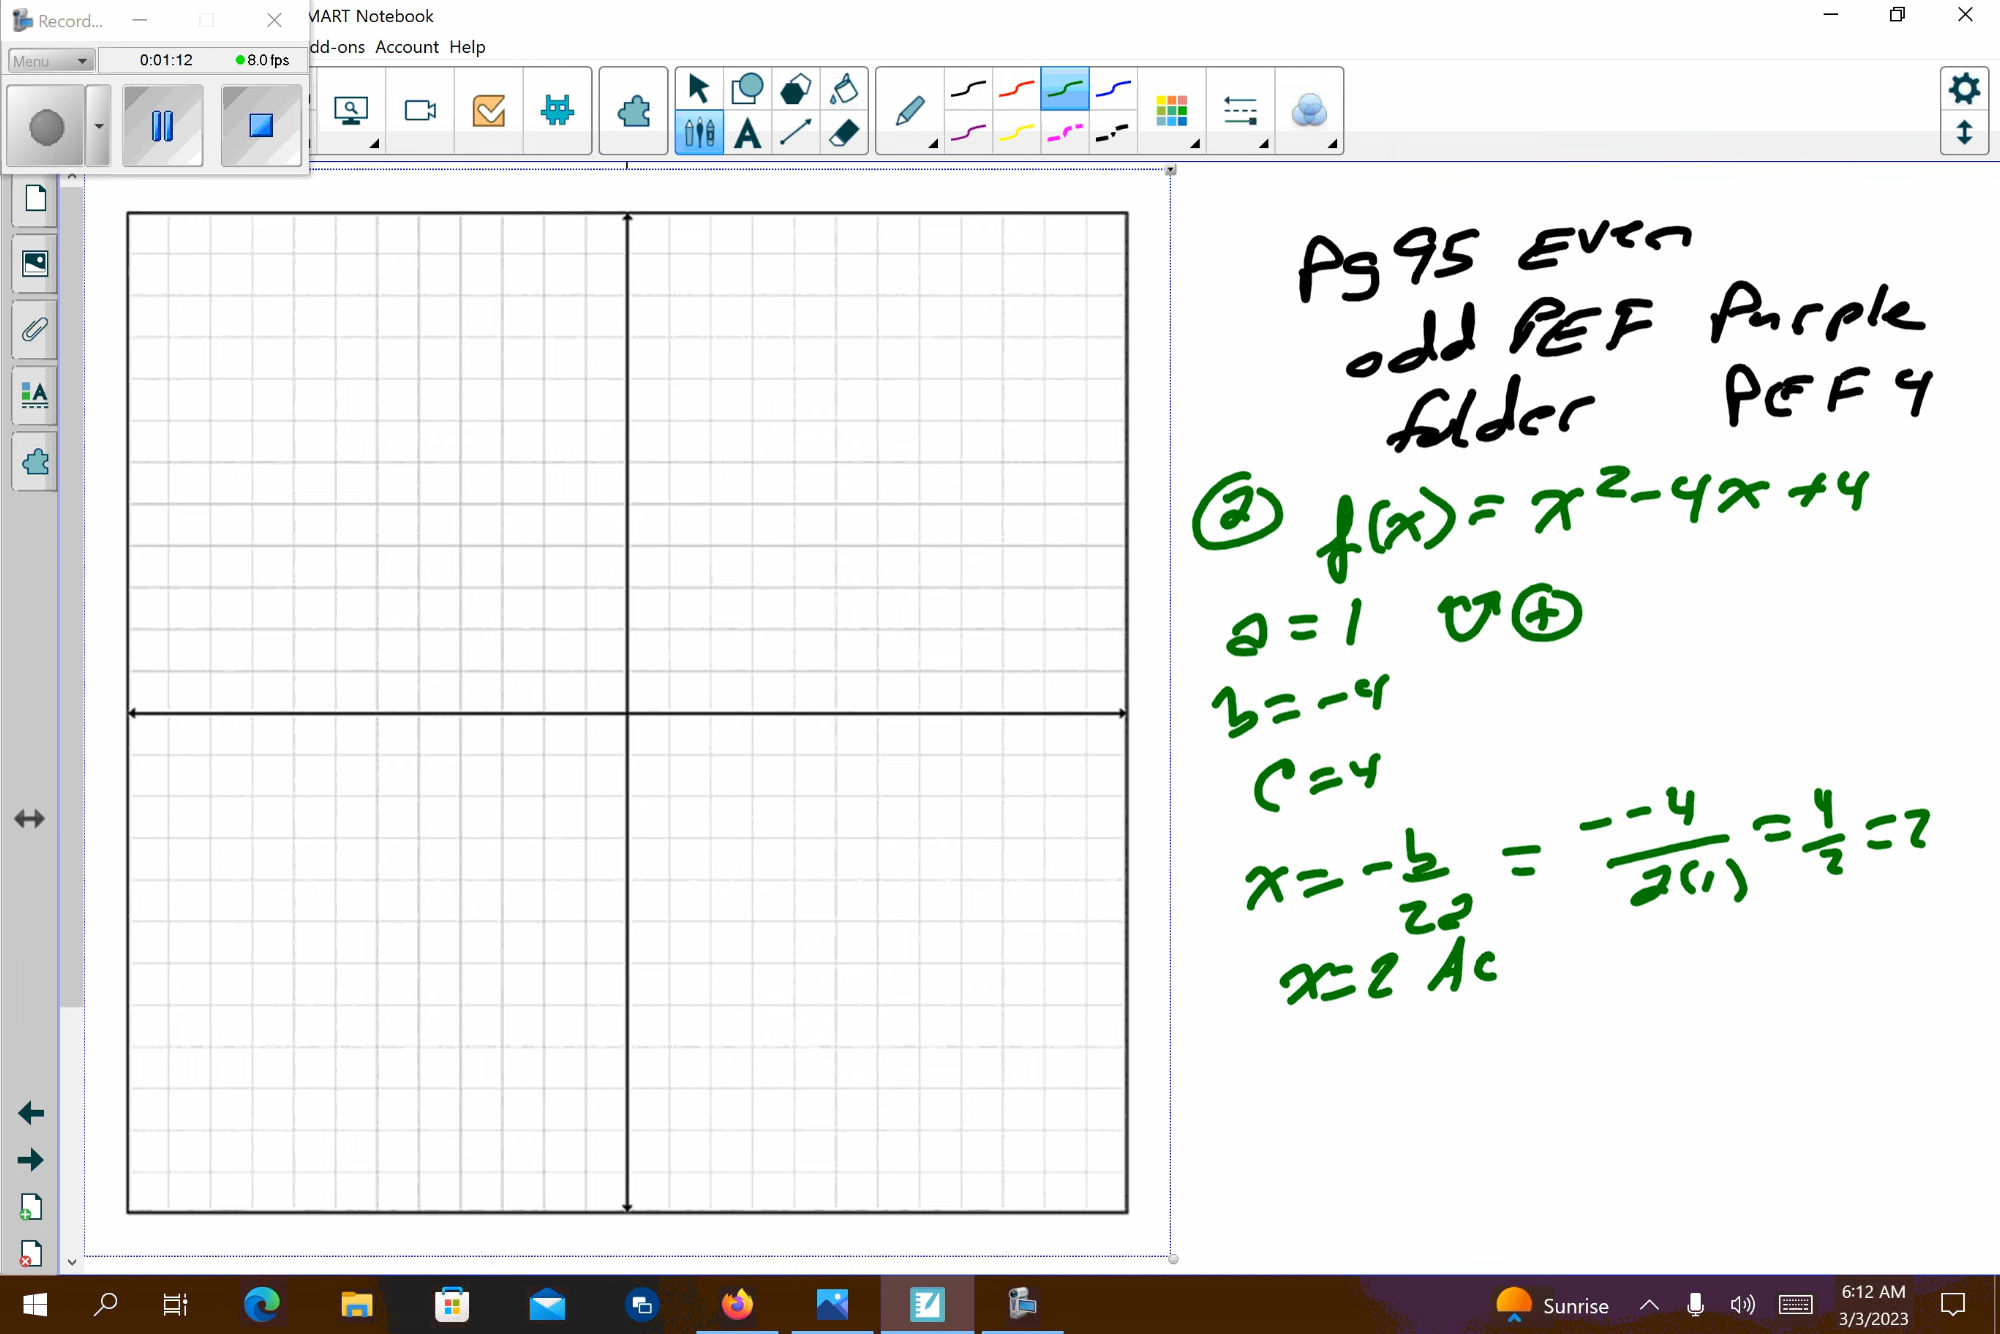 Record...
MART Notebook
dd-ons Account Help
Menu 0:01:12 8.0 fps
Pg 95 Even
odd PEF Purple
folder PEF 4
② f(x) = x² - 4x + 4
a = 1 +
b = -4
c = 4
x = - b/2a = - -4/2(1) = 4/2 = 2
x = 2 AC
Sunrise
6:12 AM
3/3/2023